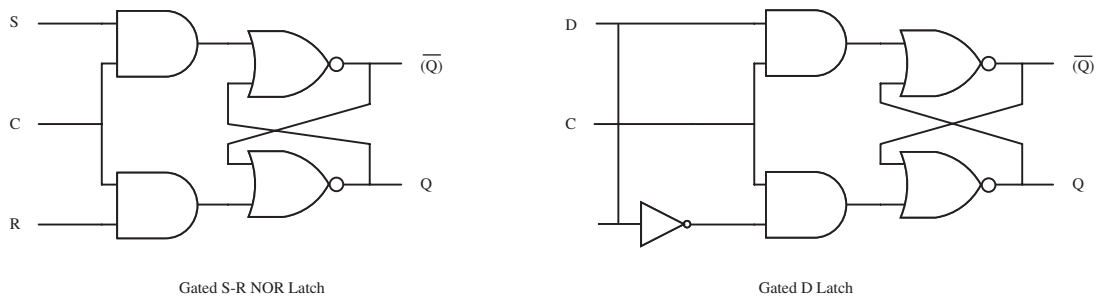 S
(Q̅)
C
Q
R
Gated S-R NOR Latch
D
(Q̅)
C
Q
Gated D Latch